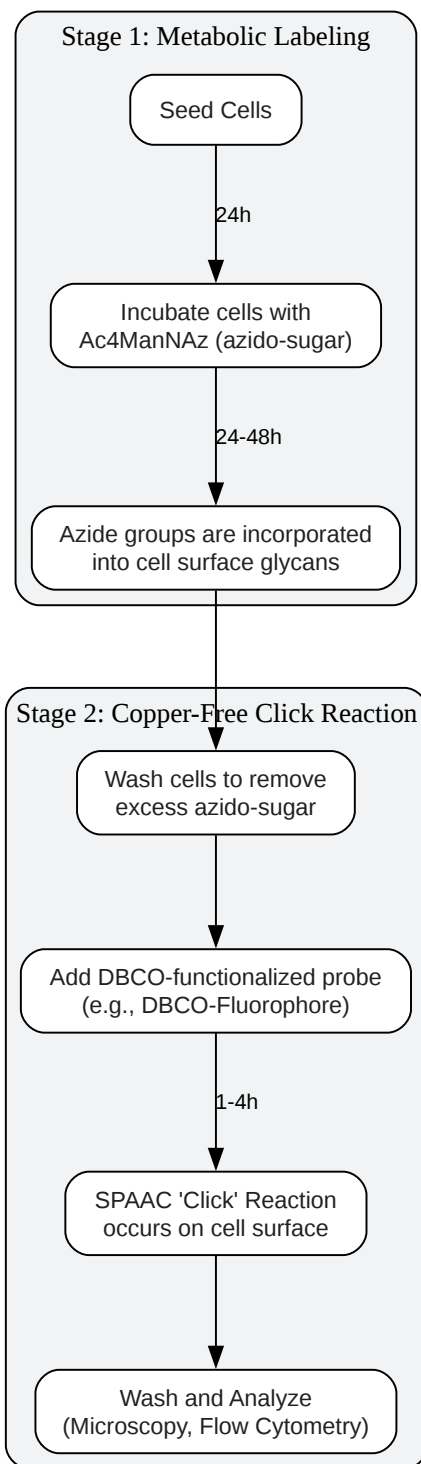 Stage 1: Metabolic Labeling
Seed Cells
24h
Incubate cells with
Ac4ManNAz (azido-sugar)
24-48h
Azide groups are incorporated
into cell surface glycans
Stage 2: Copper-Free Click Reaction
Wash cells to remove
excess azido-sugar
Add DBCO-functionalized probe
(e.g., DBCO-Fluorophore)
1-4h
SPAAC 'Click' Reaction
occurs on cell surface
Wash and Analyze
(Microscopy, Flow Cytometry)